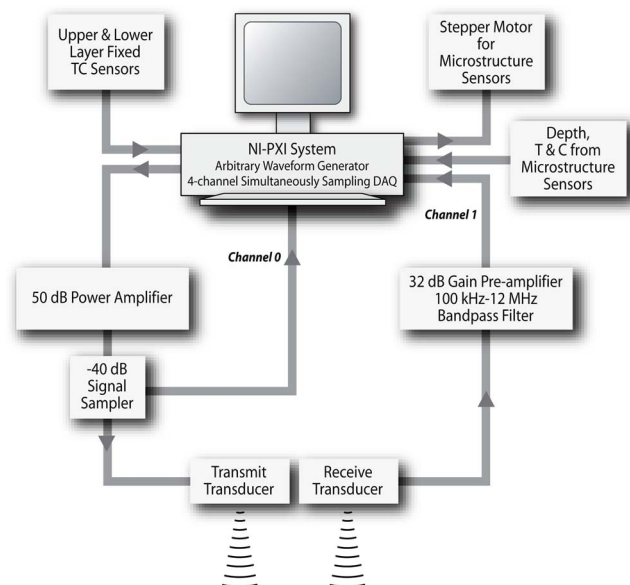 Upper & Lower
Layer Fixed
TC Sensors
Stepper Motor
for
Microstructure
Sensors
NI-PXI System
Arbitrary Waveform Generator
4-channel Simultaneously Sampling DAQ
Depth,
T & C from
Microstructure
Sensors
Channel 1
Channel 0
50 dB Power Amplifier
32 dB Gain Pre-amplifier
100 kHz-12 MHz
Bandpass Filter
-40 dB
Signal
Sampler
Transmit
Transducer
Receive
Transducer